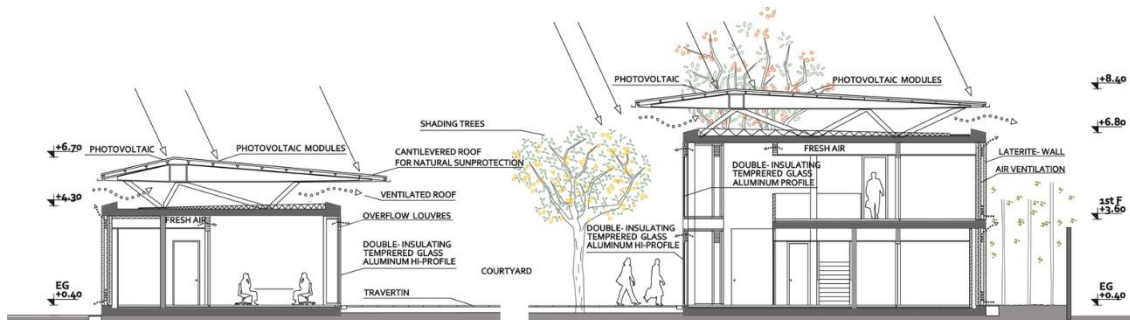 +6.70
PHOTOVOLTAIC
PHOTOVOLTAIC MODULES
+4.30
FRESH AIR
EG
+0.40
SHADING TREES
CANTILEVERED ROOF
FOR NATURAL SUNPROTECTION
VENTILATED ROOF
OVERFLOW LOUVRES
DOUBLE- INSULATING
TEMPRERED GLASS
ALUMINUM HI-PROFILE
TRAVERTIN
COURTYARD
DOUBLE- INSULATING
TEMPRERED GLASS
ALUMINUM HI-PROFILE
PHOTOVOLTAIC
PHOTOVOLTAIC MODULES
FRESH AIR
DOUBLE- INSULATING
TEMPRERED GLASS
ALUMINUM PROFILE
+8.40
+6.80
LATERITE-WALL
AIR VENTILATION
1st F
+3.60
EG
+0.40